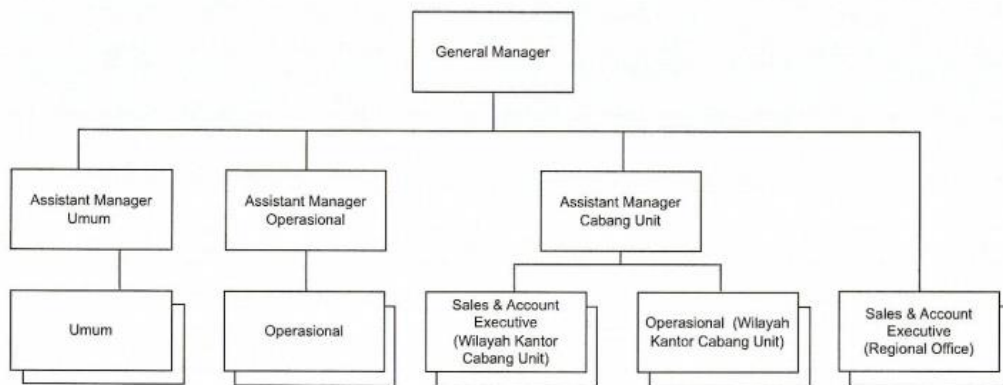 General Manager
Assistant Manager
Umum
Assistant Manager
Operasional
Assistant Manager
Cabang Unit
Umum
Operasional
Sales & Account
Executive
(Wilayah Kantor
Cabang Unit)
Operasional (Wilayah
Kantor Cabang Unit)
Sales & Account
Executive
(Regional Office)